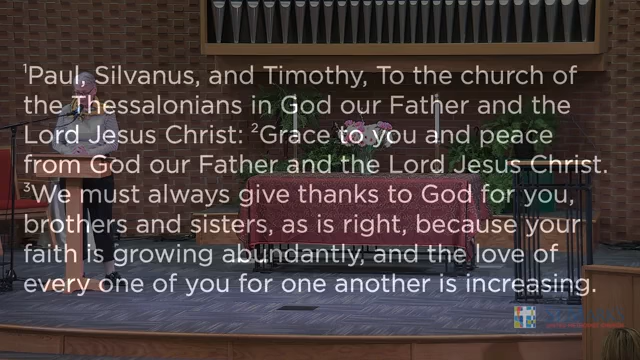 ¹Paul, Silvanus, and Timothy, To the church of
the Thessalonians in God our Father and the
Lord Jesus Christ: ²Grace to you and peace
from God our Father and the Lord Jesus Christ.
³We must always give thanks to God for you,
brothers and sisters, as is right, because your
faith is growing abundantly, and the love of
every one of you for one another is increasing.